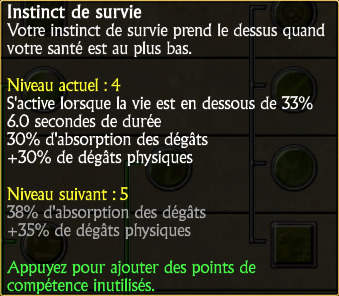 Instinct de survie
Votre instinct de survie prend le dessus quand
votre santé est au plus bas.
Niveau actuel : 4
S'active lorsque la vie est en dessous de 33%
6.0 secondes de durée
30% d'absorption des dégâts
+30% de dégâts physiques
Niveau suivant : 5
38% d'absorption des dégâts
+35% de dégâts physiques
Appuyez pour ajouter des points de
compétence inutilisés.